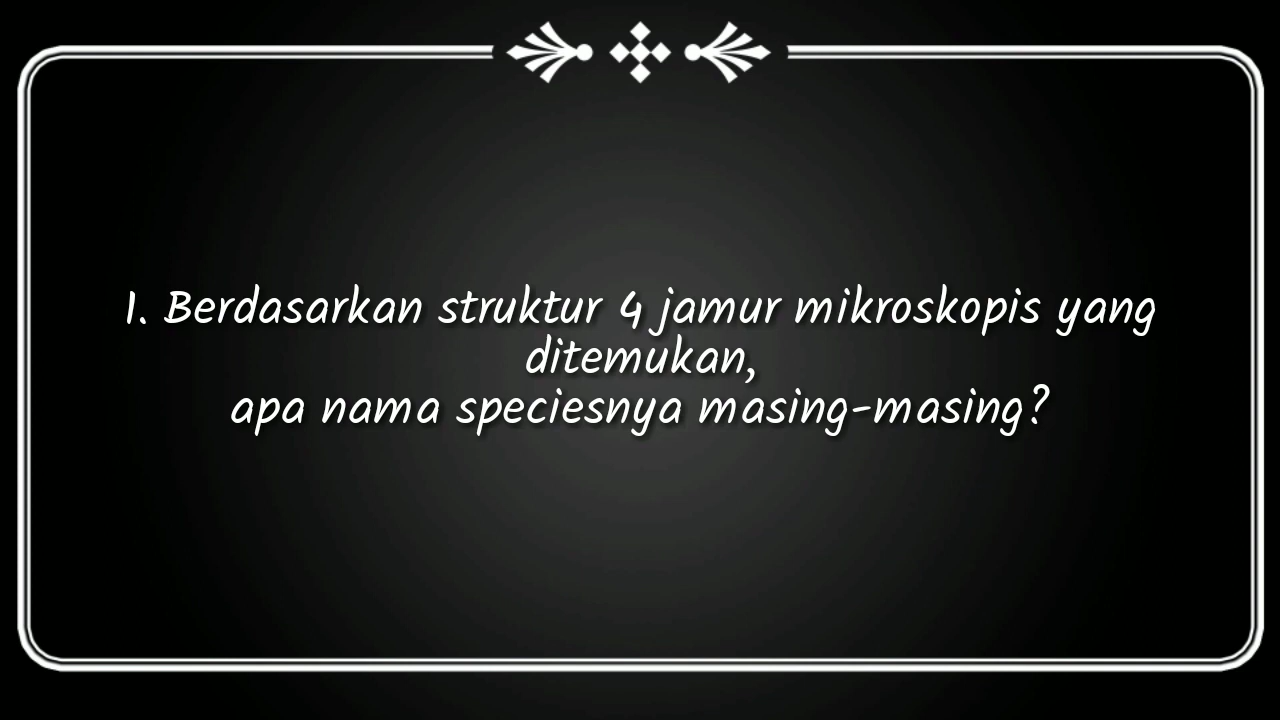 1. Berdasarkan struktur 4 jamur mikroskopis yang
ditemukan,
apa nama speciesnya masing-masing?